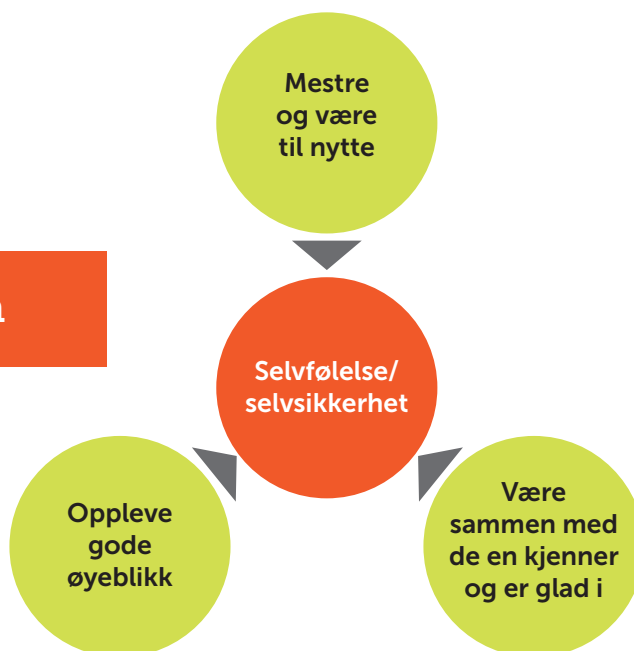 Mestre
og være
til nytte
Selvfølelse/
selvsikkerhet
Oppleve
gode
øyeblikk
Være
sammen med
de en kjenner
og er glad i